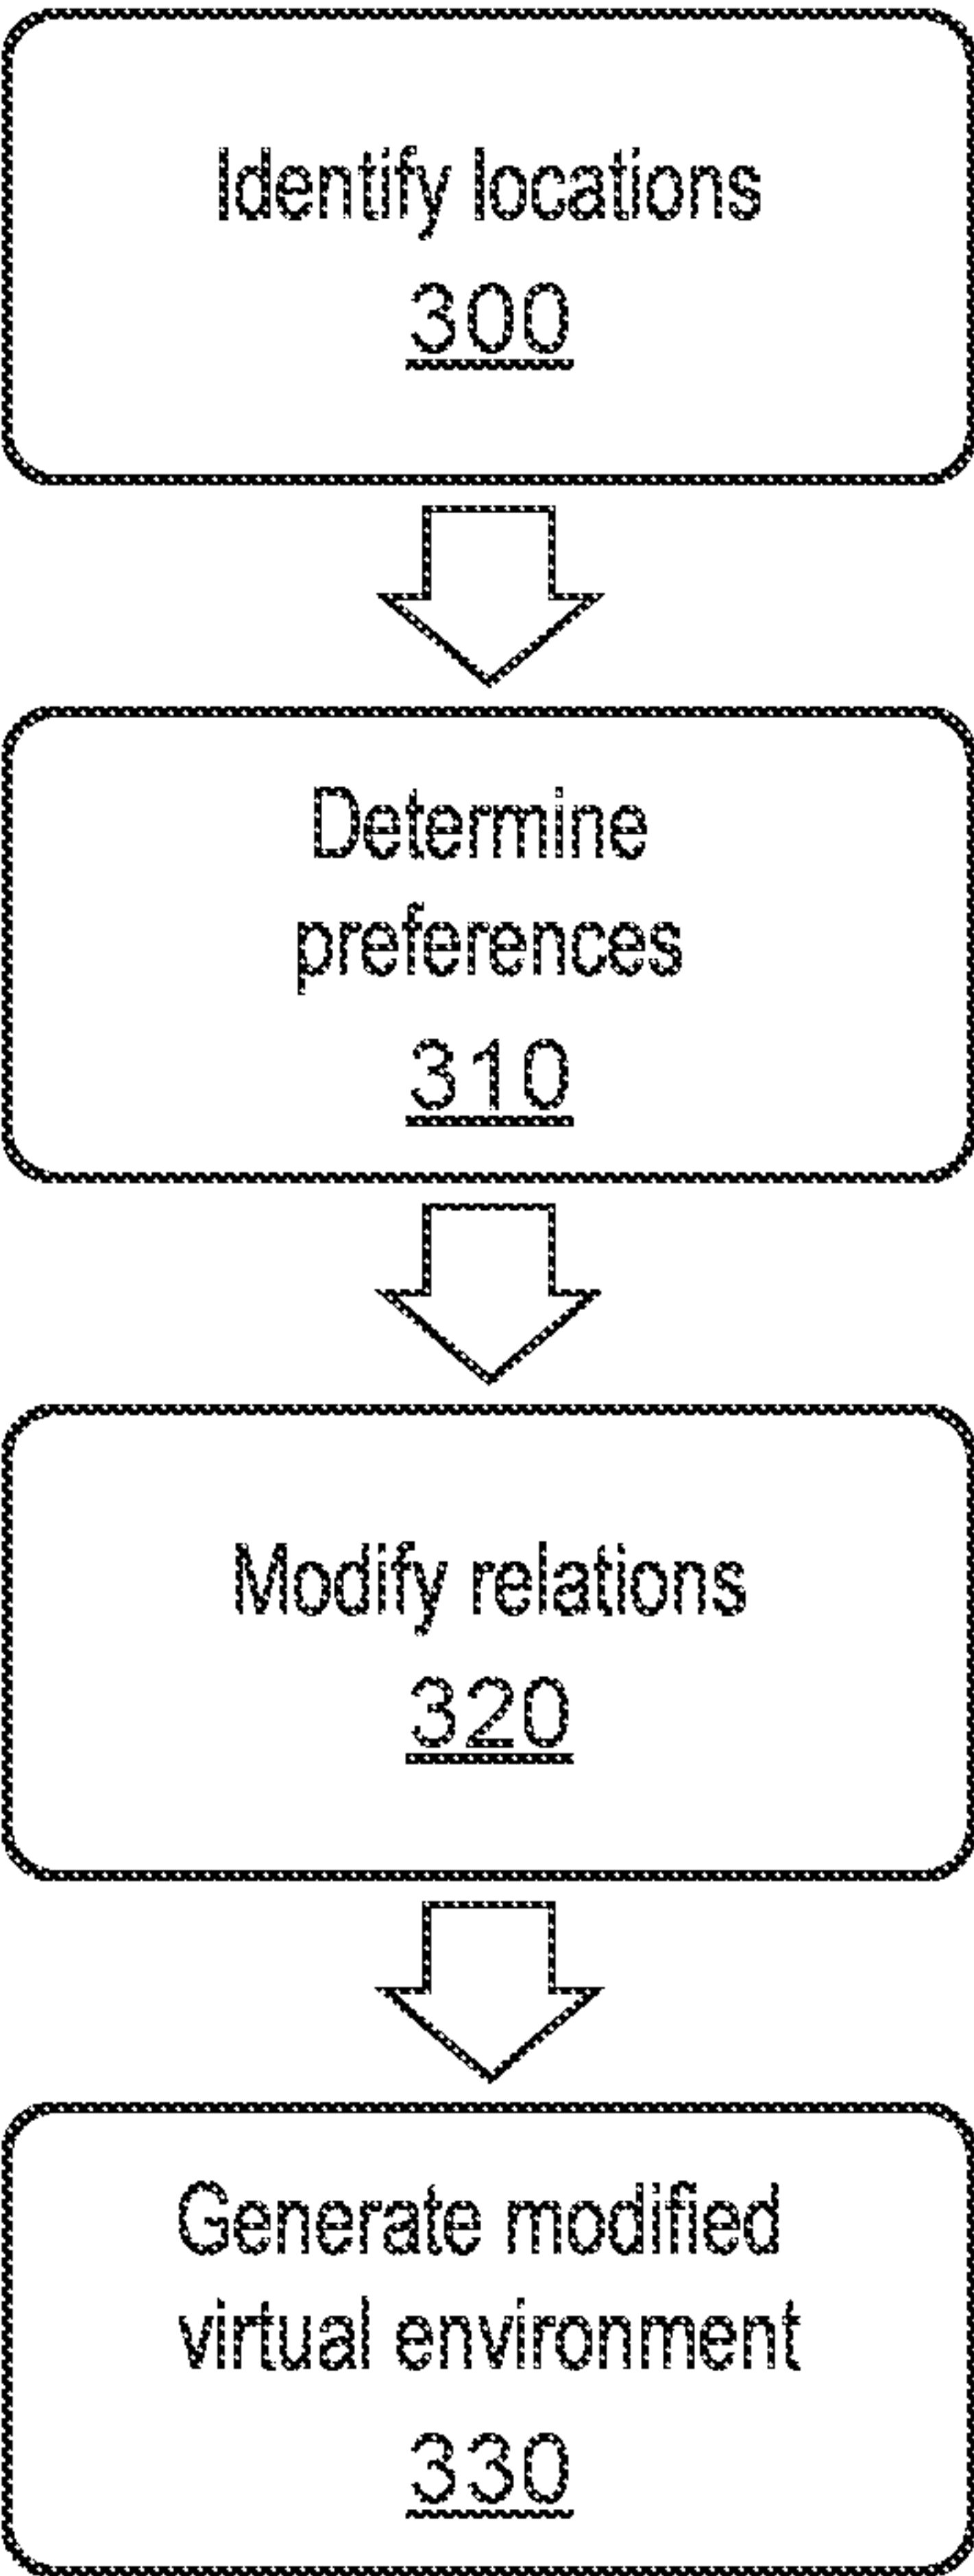 Identify locations
300
Determine
preferences
310
Modify relations
320
Generate modified
virtual environment
330